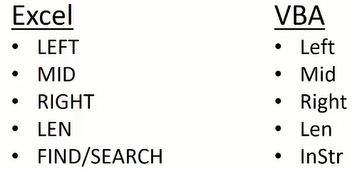 Excel VBA
• LEFT • Left
• MID • Mid
• RIGHT • Right
• LEN • Len
• FIND/SEARCH • InStr